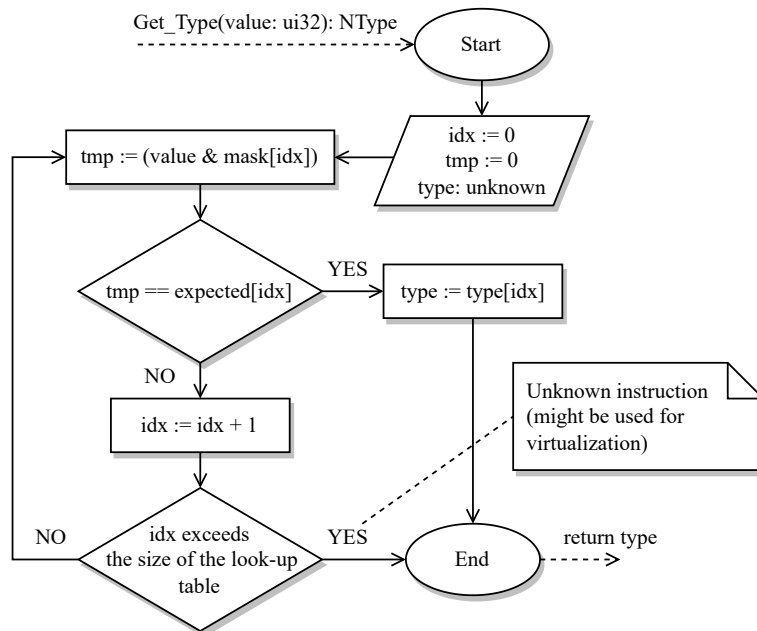 Get_Type(value: ui32): NType
Start
idx := 0
tmp := 0
type: unknown
tmp := (value & mask[idx])
tmp == expected[idx]
YES
type := type[idx]
NO
idx := idx + 1
Unknown instruction
(might be used for
virtualization)
NO
idx exceeds
the size of the look-up
table
YES
End
return type